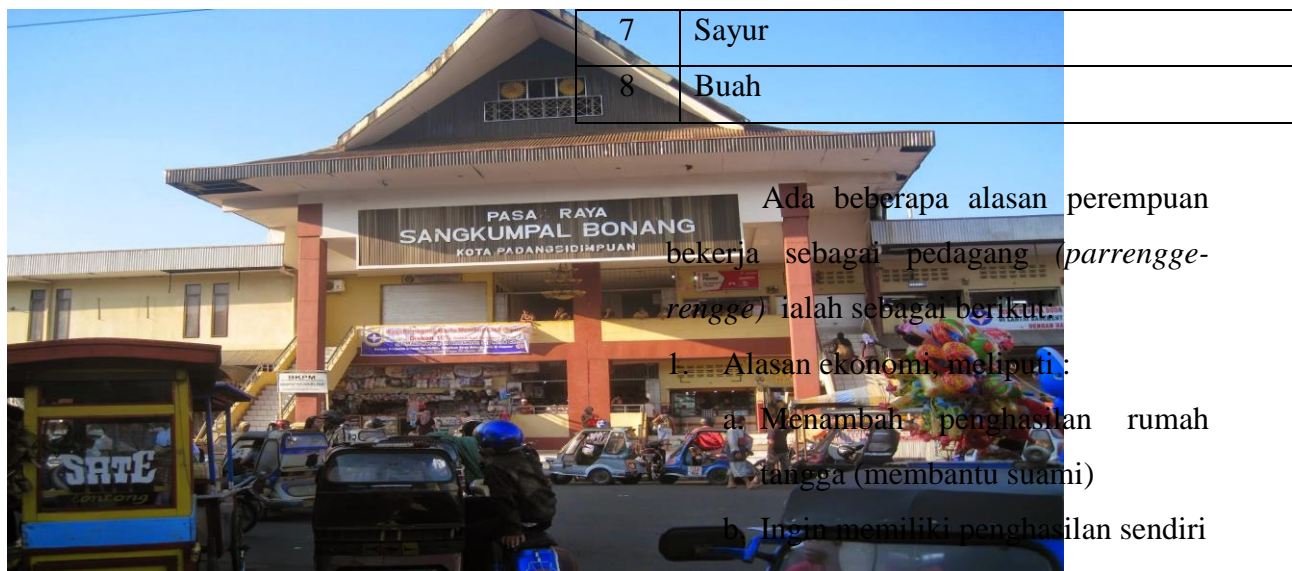 7 Sayur
8 Buah
PASA RAYA
SANGKUMPAL BONANG
KOTA PADANGSIDIMPUAN
Ada beberapa alasan perempuan
bekerja sebagai pedagang (parrengge-
rengge) ialah sebagai berikut:
1. Alasan ekonomi, meliputi :
a. Menambah penghasilan rumah
tangga (membantu suami)
b. Ingin memiliki penghasilan sendiri
BKPM
SATE